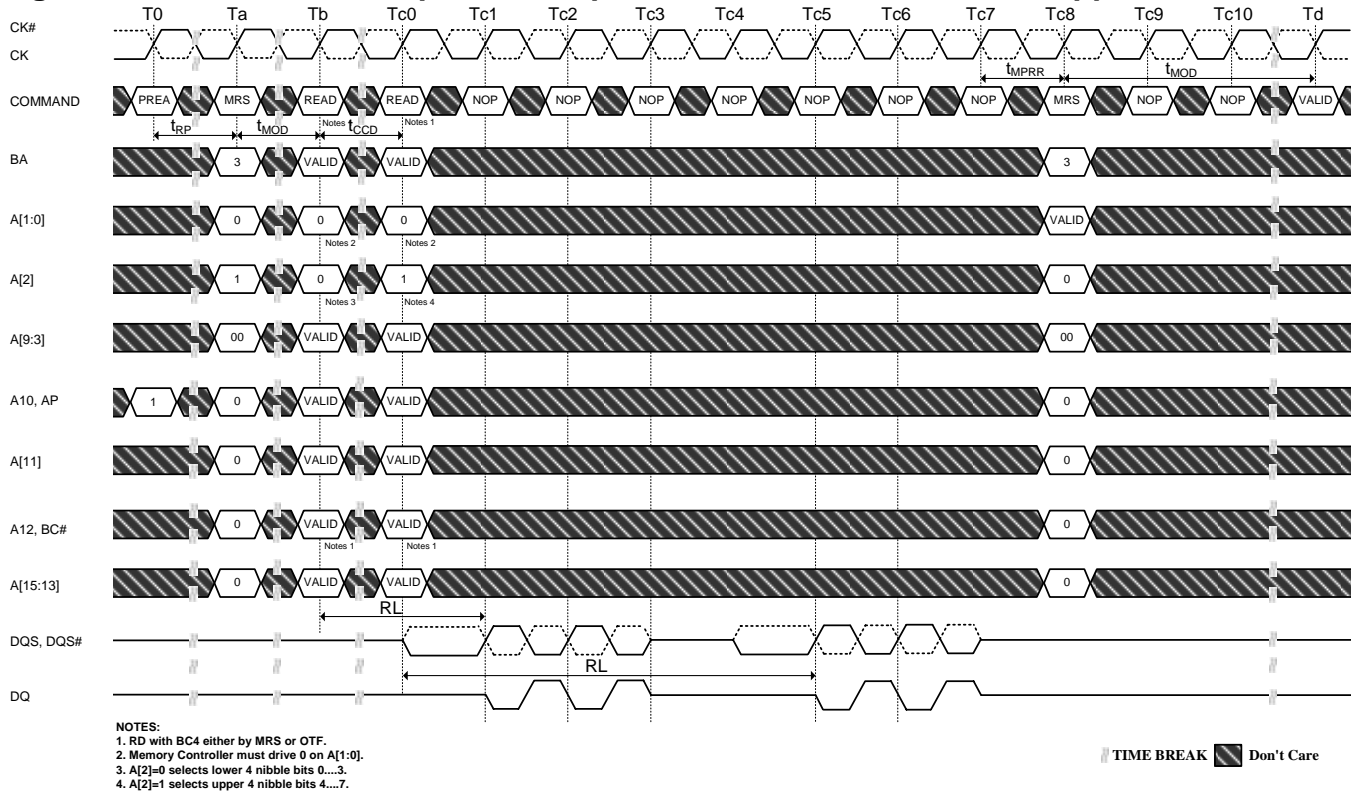 T0 Ta Tb Tc0 Tc1 Tc2 Tc3 Tc4 Tc5 Tc6 Tc7 Tc8 Tc9 Tc10 Td
CK#
CK
tMPRR tMOD
COMMAND PREA MRS READ READ NOP NOP NOP NOP NOP NOP NOP MRS NOP NOP VALID
Notes 1 Notes 1
tRP tMOD tCCD
BA 3 VALID VALID 3
A[1:0] 0 0 0 VALID
Notes 2 Notes 2
A[2] 1 0 1 0
Notes 3 Notes 4
A[9:3] 00 VALID VALID 00
A10, AP 1 0 VALID VALID 0
A[11] 0 VALID VALID 0
A12, BC# 0 VALID VALID 0
Notes 1 Notes 1
A[15:13] 0 VALID VALID 0
RL
DQS, DQS#
RL
DQ
NOTES:
1. RD with BC4 either by MRS or OTF.
2. Memory Controller must drive 0 on A[1:0].
3. A[2]=0 selects lower 4 nibble bits 0....3.
4. A[2]=1 selects upper 4 nibble bits 4....7.
TIME BREAK Don't Care